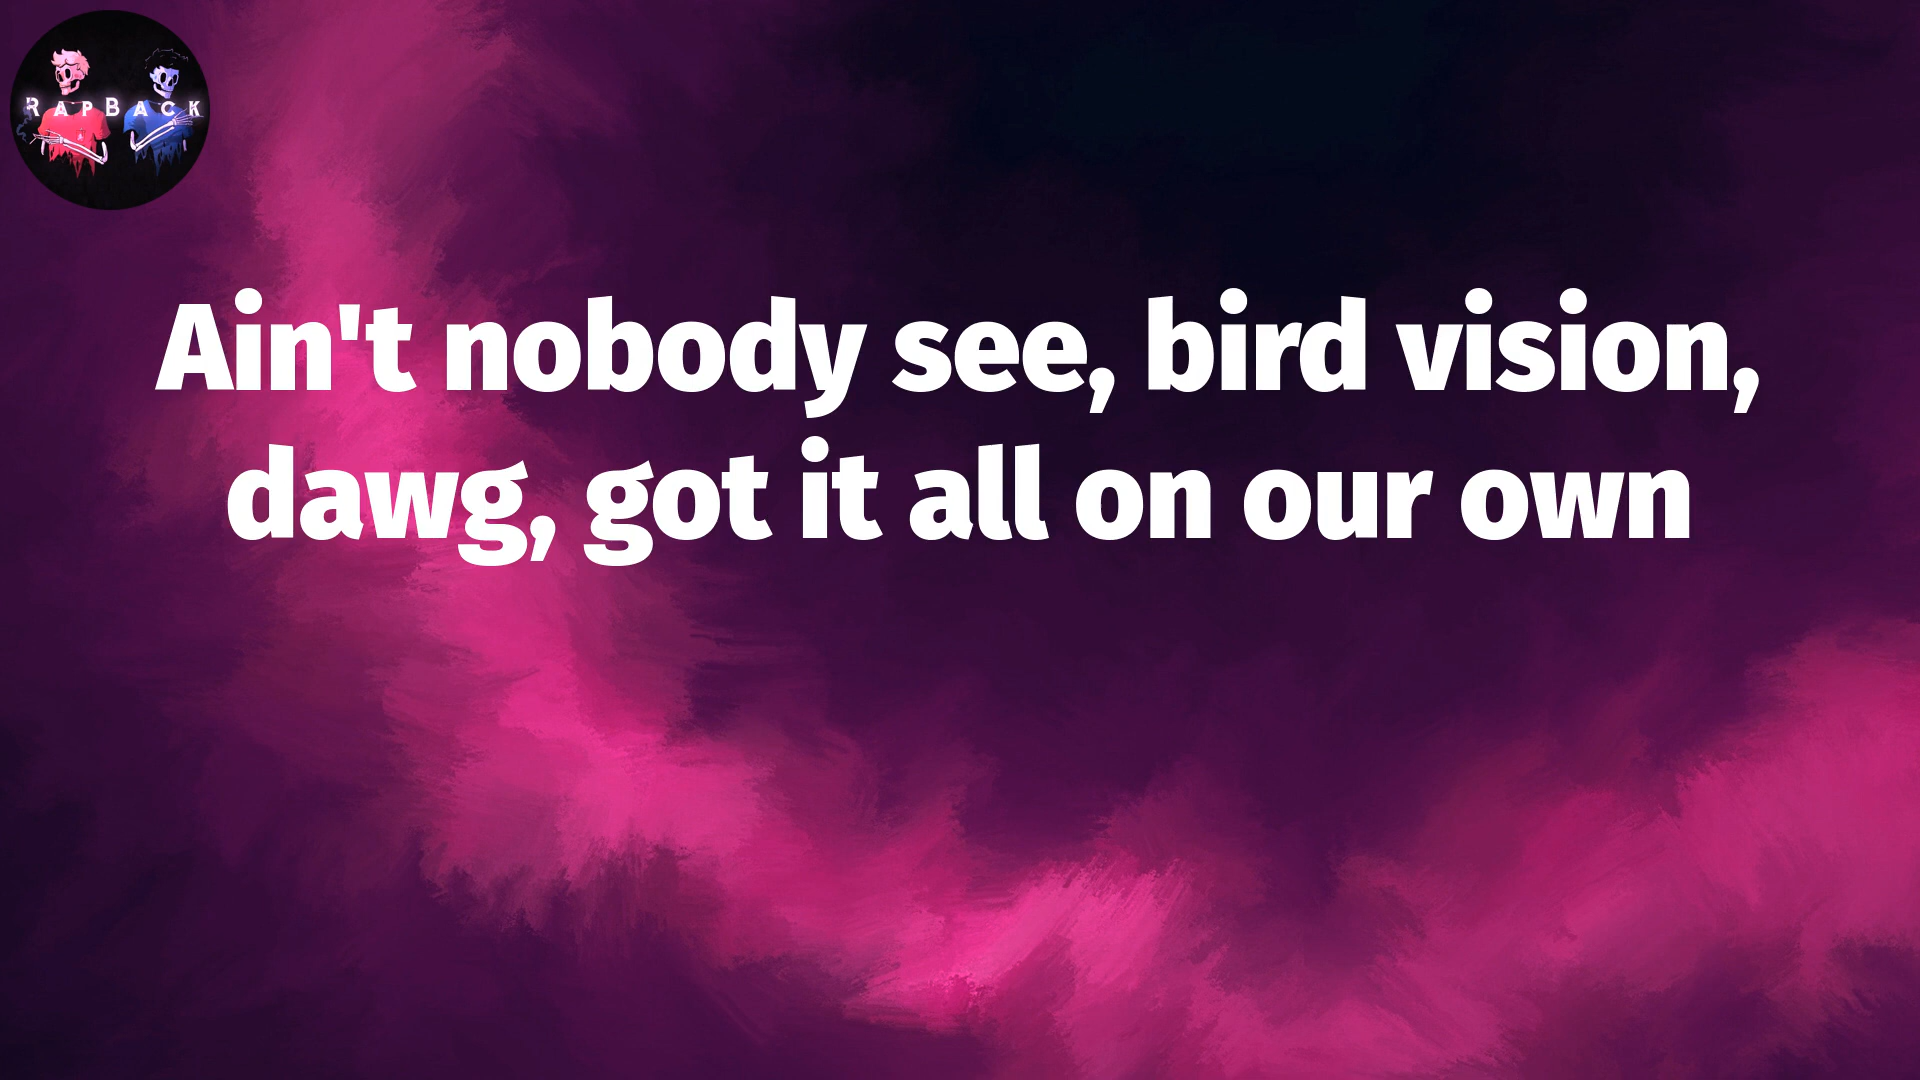 RAPBACK
Ain't nobody see, bird vision,
dawg, got it all on our own